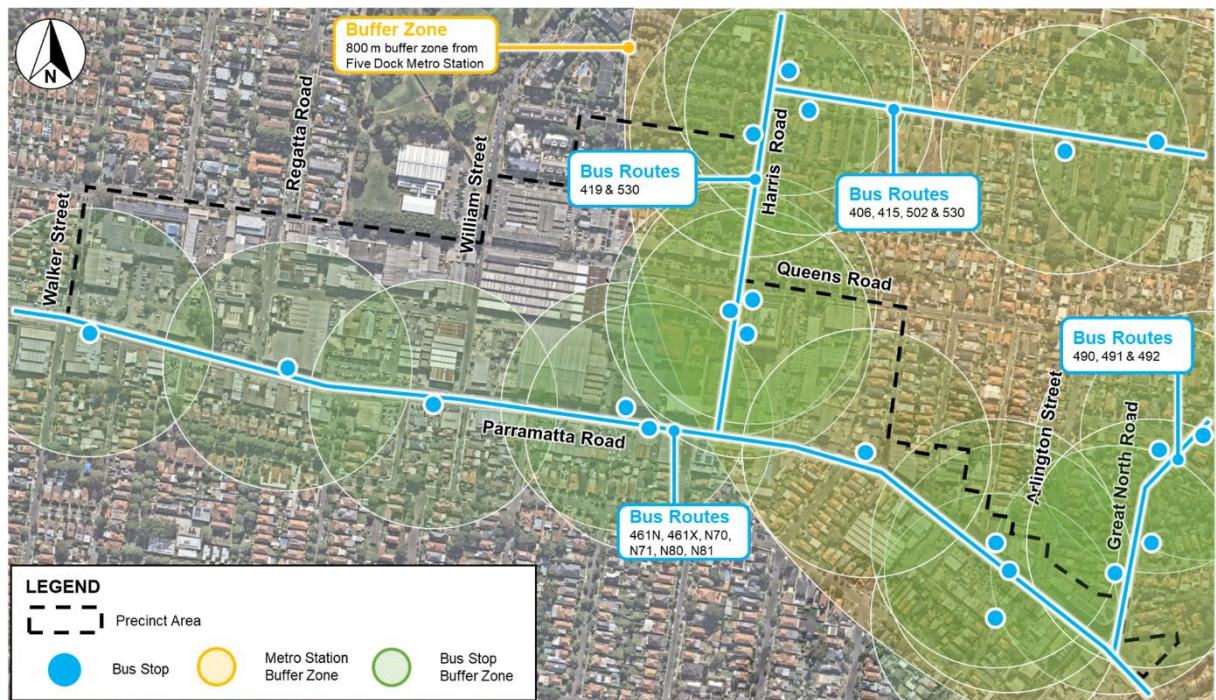 N
Buffer Zone
800 m buffer zone from
Five Dock Metro Station
Regatta Road
William Street
Walker Street
Harris Road
Bus Routes
419 & 530
Bus Routes
406, 415, 502 & 530
Queens Road
Bus Routes
490, 491 & 492
Arlington Street
Great North Road
Parramatta Road
Bus Routes
461N, 461X, N70,
N71, N80, N81
LEGEND
Precinct Area
Bus Stop
Metro Station
Buffer Zone
Bus Stop
Buffer Zone